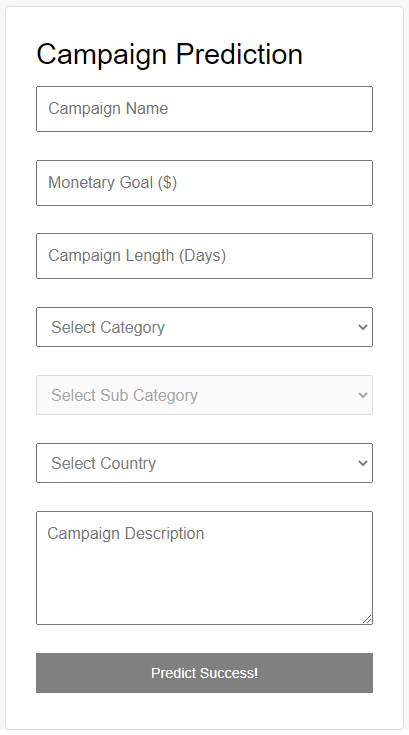 Campaign Prediction
Campaign Name
Monetary Goal ($)
Campaign Length (Days)
Select Category
Select Sub Category
Select Country
Campaign Description
Predict Success!